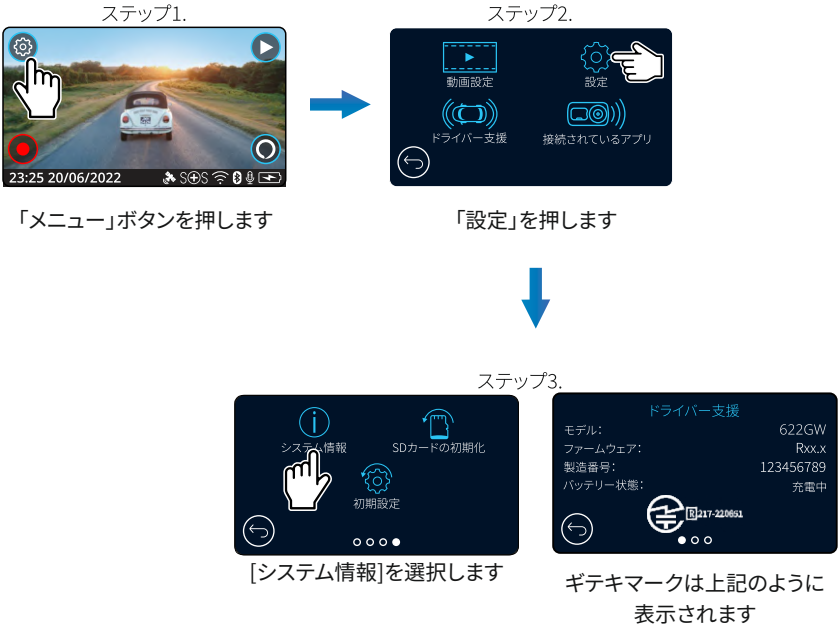 ステップ1.
23:25 20/06/2022
SOS
「メニュー」ボタンを押します
ステップ2.
動画設定
設定
ドライバー支援
接続されているアプリ
「設定」を押します
ステップ3.
システム情報
SDカードの初期化
初期設定
[システム情報]を選択します
ドライバー支援
モデル: 622GW
ファームウェア: Rxx.x
製造番号: 123456789
バッテリー状態: 充電中
R 217-220651
ギテキマークは上記のように
表示されます